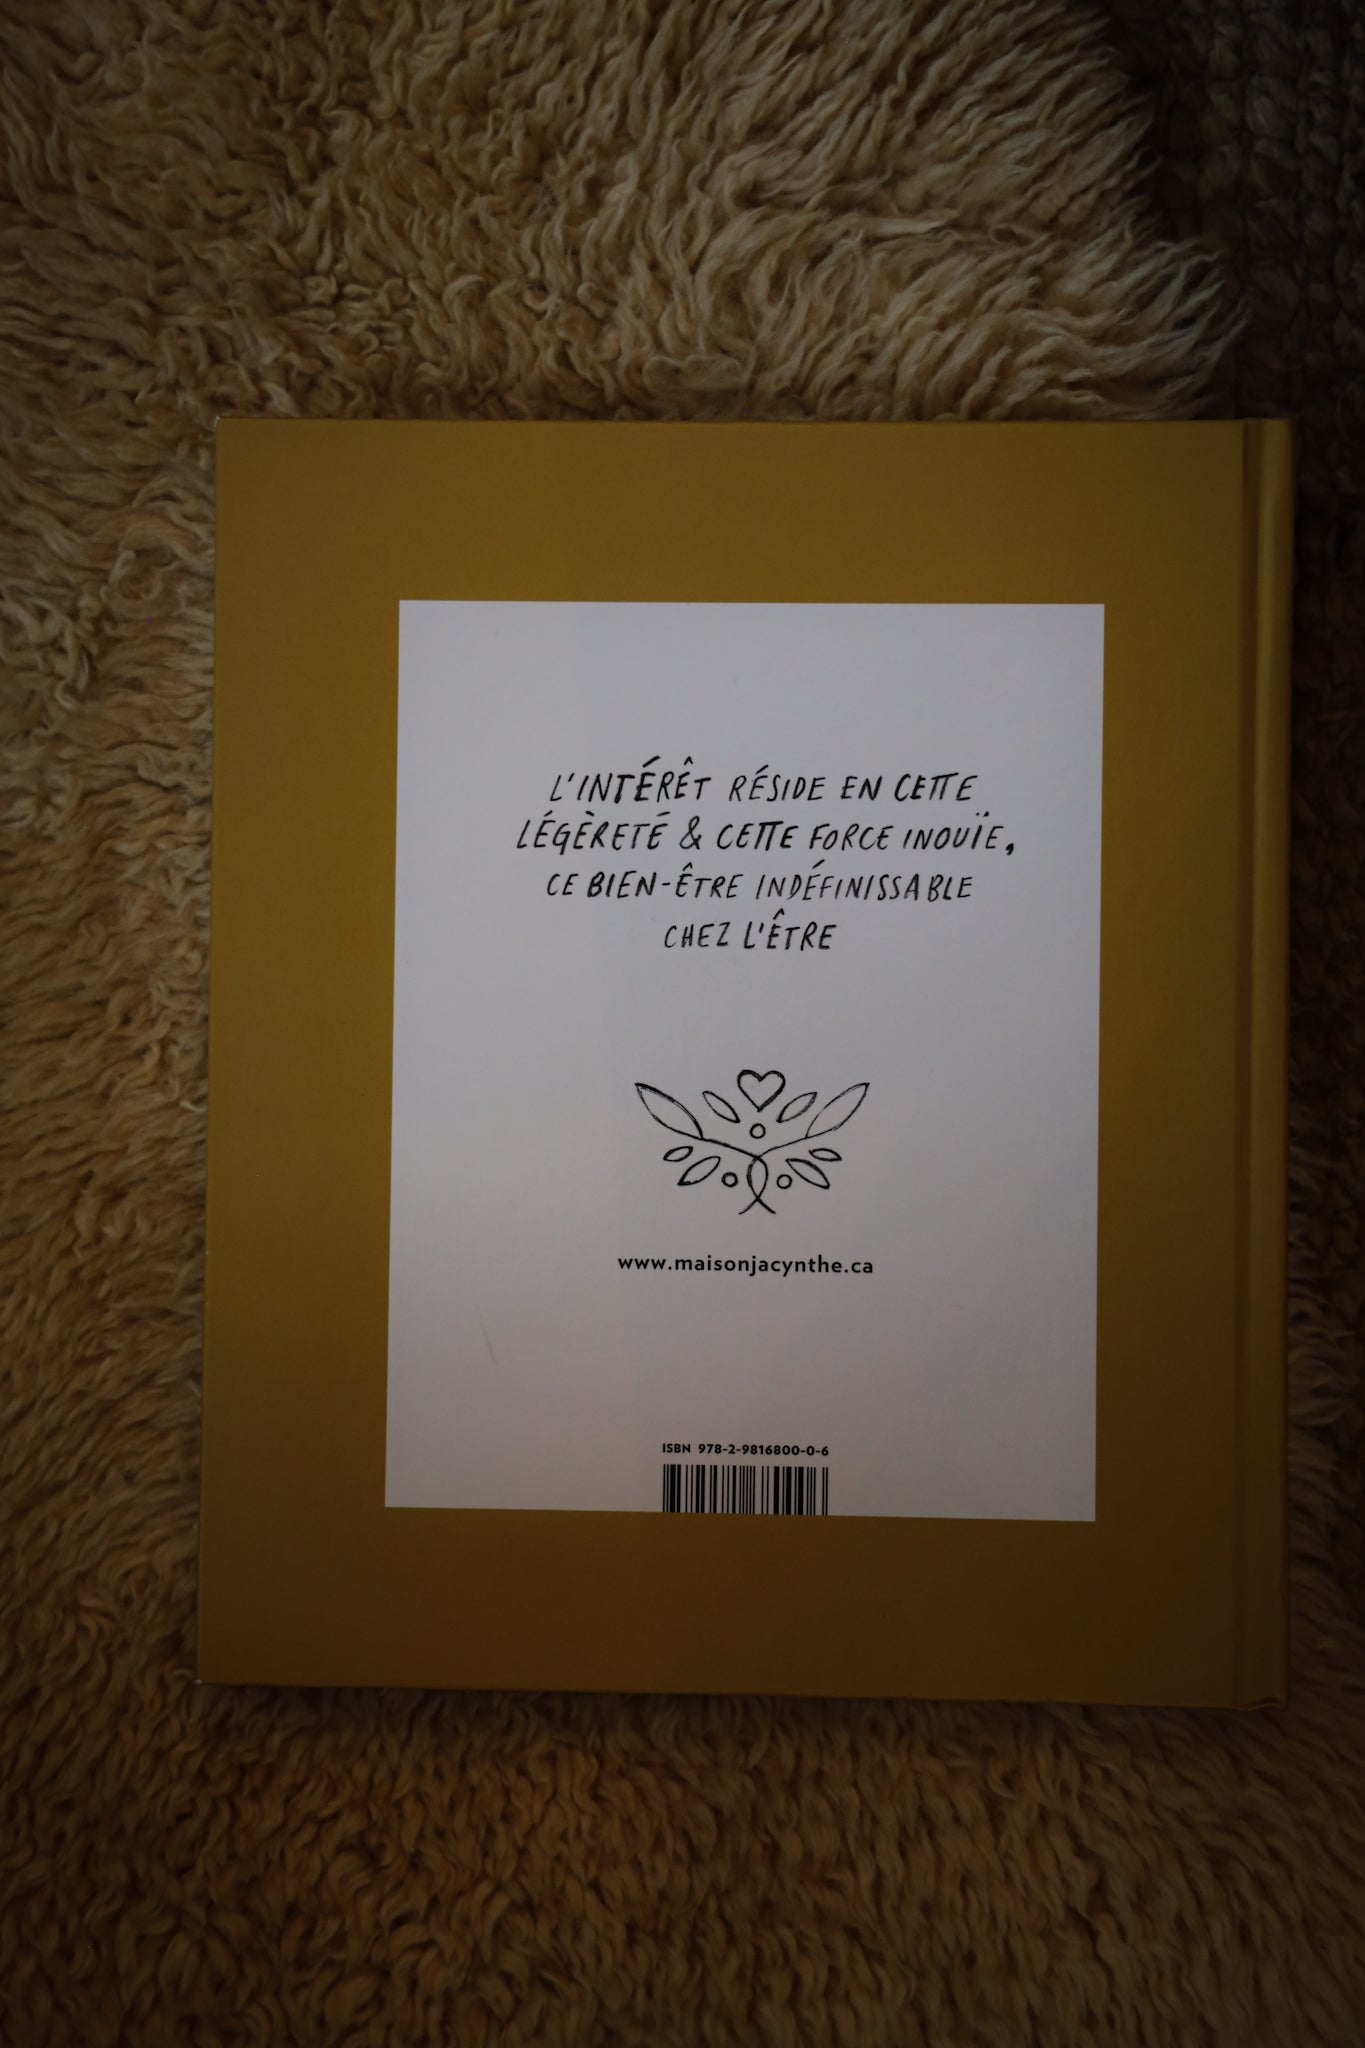 L'INTÉRÊT RÉSIDE EN CETTE
LÉGÈRETÉ & CETTE FORCE INOUÏE,
CE BIEN-ÊTRE INDÉFINISSABLE
CHEZ L'ÊTRE
www.maisonjacynthe.ca
ISBN 978-2-9816800-0-6